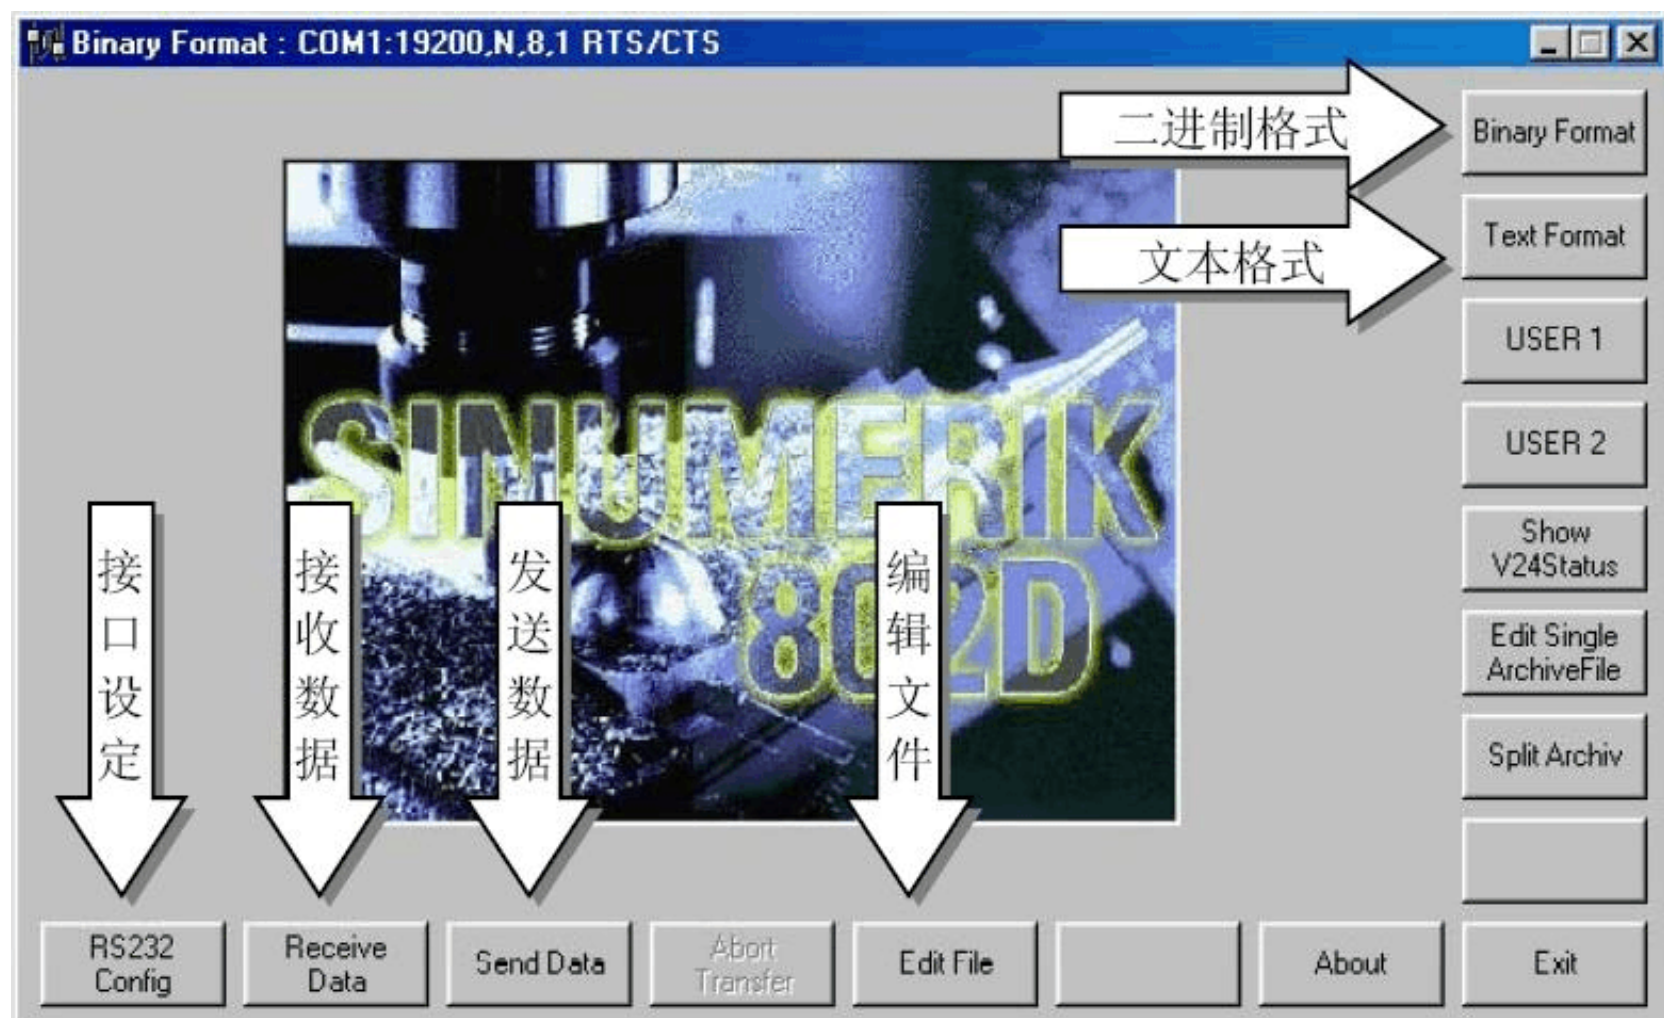 Binary Format : COM1:19200,N,8,1 RTS/CTS
二进制格式
Binary Format
文本格式
Text Format
USER 1
USER 2
SINUMERIK
802D
Show
V24Status
Edit Single
ArchiveFile
Split Archiv
接口设定
接收数据
发送数据
编辑文件
RS232
Config
Receive
Data
Send Data
Abort
Transfer
Edit File
About
Exit